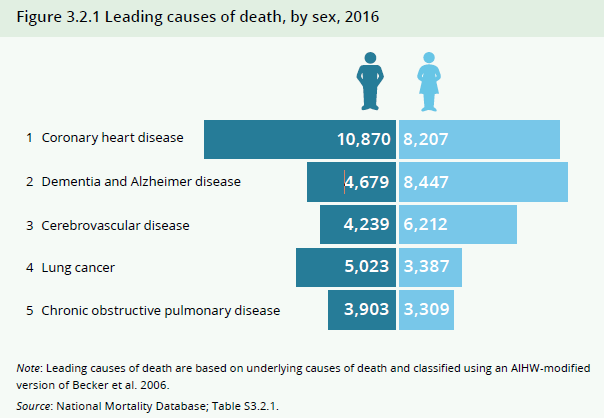 Figure 3.2.1 Leading causes of death, by sex, 2016
1 Coronary heart disease 10,870 8,207
2 Dementia and Alzheimer disease 4,679 8,447
3 Cerebrovascular disease 4,239 6,212
4 Lung cancer 5,023 3,387
5 Chronic obstructive pulmonary disease 3,903 3,309
Note: Leading causes of death are based on underlying causes of death and classified using an AIHW-modified
version of Becker et al. 2006.
Source: National Mortality Database; Table S3.2.1.